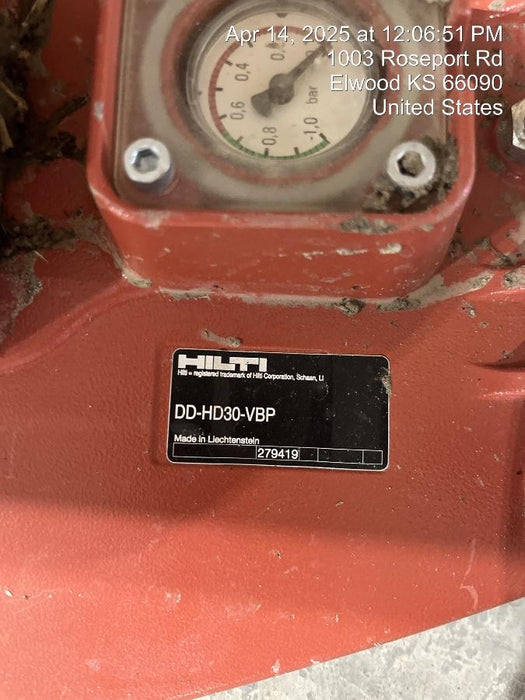 Apr 14, 2025 at 12:06:51 PM
1003 Roseport Rd
Elwood KS 66090
United States
0,4
0,6
0,8
-1,0
bar
HILTI
Hilti = registered trademark of Hilti Corporation, Schaan, LI
DD-HD30-VBP
Made in Liechtenstein
279419